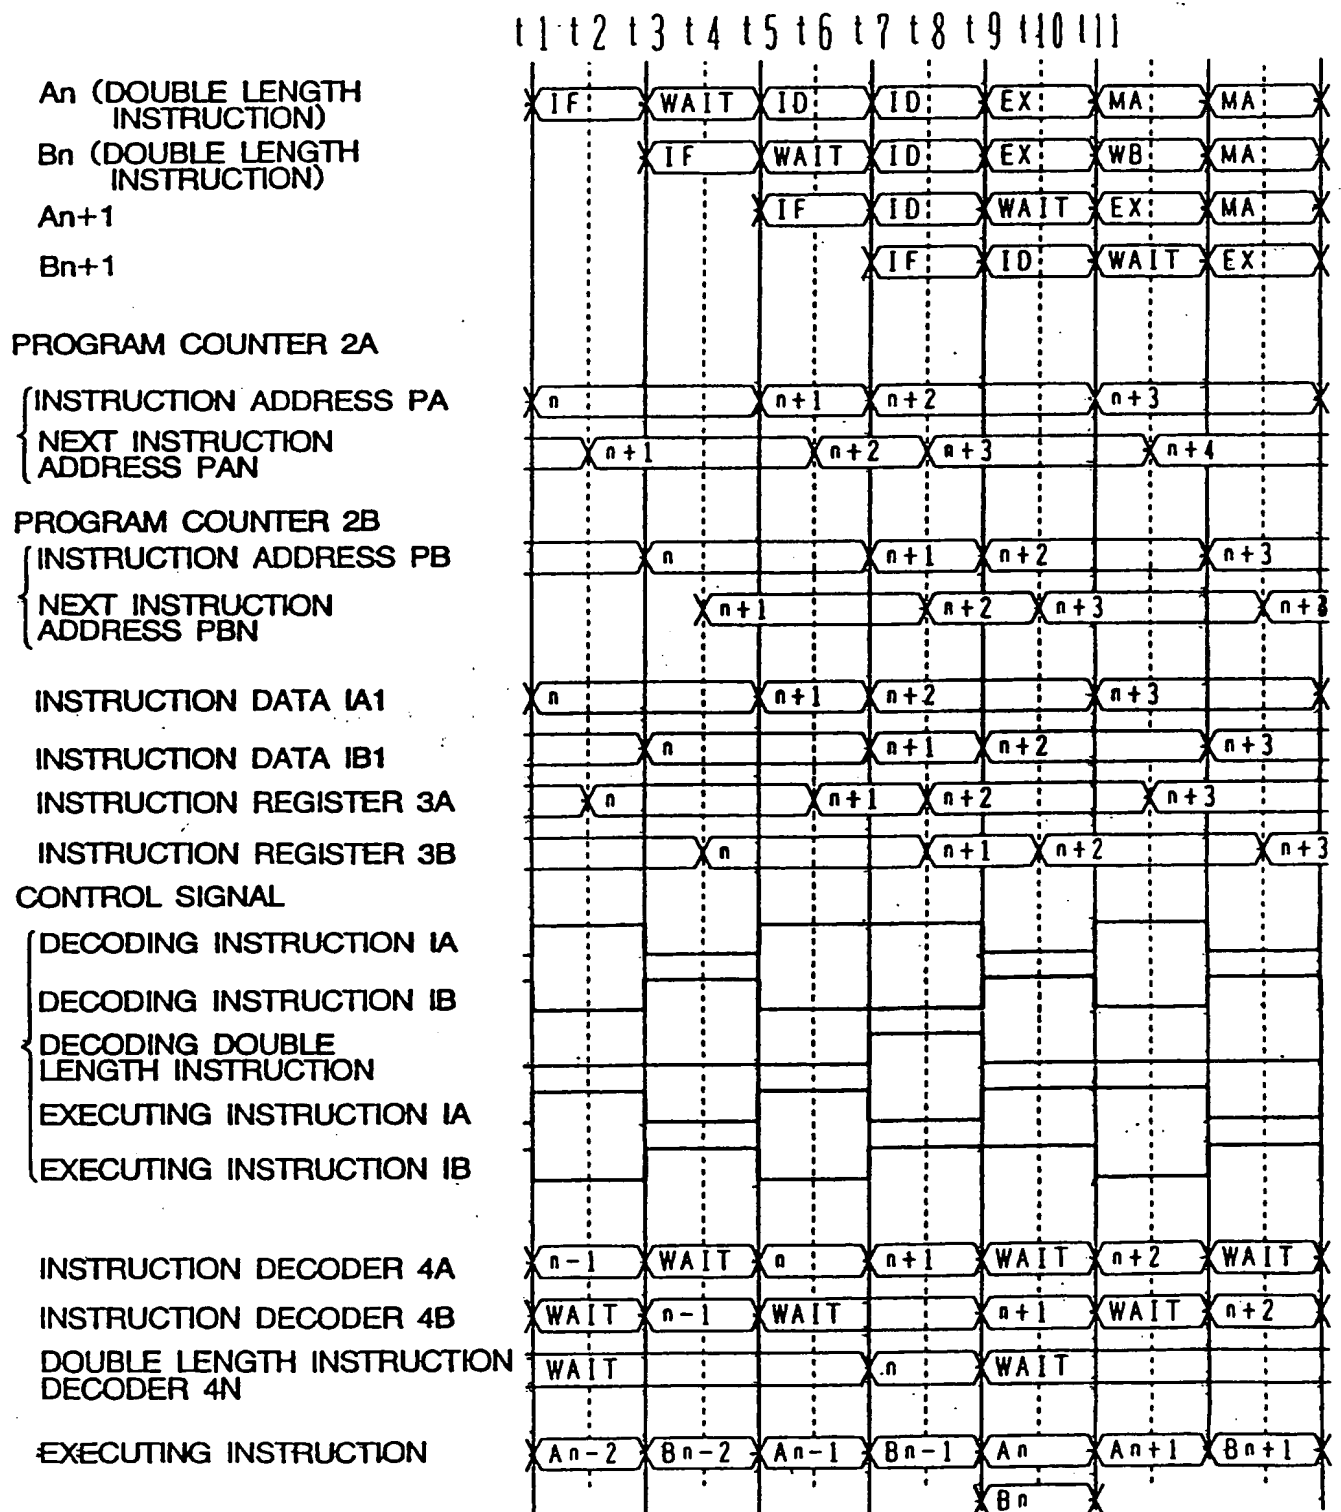 t1 t2 t3 t4 t5 t6 t7 t8 t9 t10 t11
An (DOUBLE LENGTH INSTRUCTION) IF WAIT ID ID EX MA MA
Bn (DOUBLE LENGTH INSTRUCTION) IF WAIT ID EX WB MA
An+1 IF ID WAIT EX MA
Bn+1 IF ID WAIT EX
PROGRAM COUNTER 2A
INSTRUCTION ADDRESS PA n n+1 n+2 n+3
NEXT INSTRUCTION ADDRESS PAN n+1 n+2 n+3 n+4
PROGRAM COUNTER 2B
INSTRUCTION ADDRESS PB n n+1 n+2 n+3
NEXT INSTRUCTION ADDRESS PBN n+1 n+2 n+3
INSTRUCTION DATA IA1 n n+1 n+2 n+3
INSTRUCTION DATA IB1 n n+1 n+2 n+3
INSTRUCTION REGISTER 3A n n+1 n+2 n+3
INSTRUCTION REGISTER 3B n n+1 n+2 n+3
CONTROL SIGNAL
DECODING INSTRUCTION IA
DECODING INSTRUCTION IB
DECODING DOUBLE
LENGTH INSTRUCTION
EXECUTING INSTRUCTION IA
EXECUTING INSTRUCTION IB
INSTRUCTION DECODER 4A n-1 WAIT n n+1 WAIT n+2 WAIT
INSTRUCTION DECODER 4B WAIT n-1 WAIT n+1 WAIT n+2
DOUBLE LENGTH INSTRUCTION DECODER 4N WAIT n WAIT
EXECUTING INSTRUCTION An-2 Bn-2 An-1 Bn-1 An An+1 Bn+1
Bn